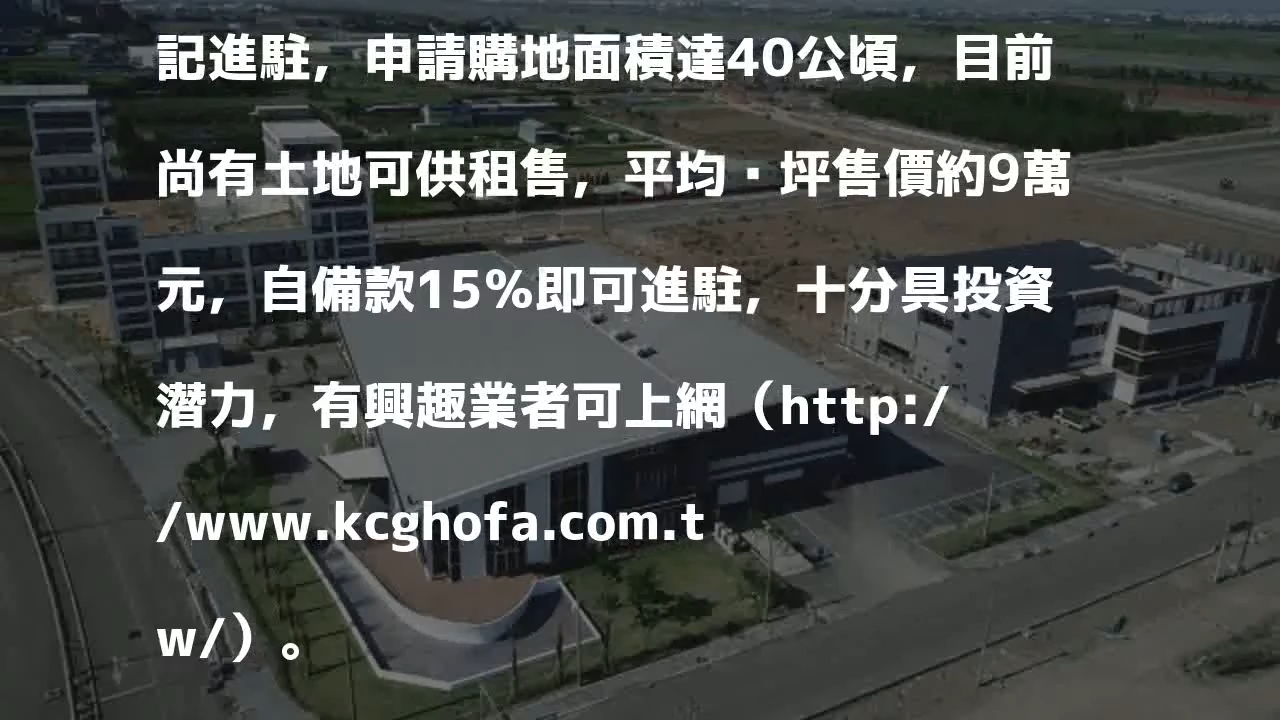 記進駐，申請購地面積達40公頃，目前
尚有土地可供租售，平均▪坪售價約9萬
元，自備款15%即可進駐，十分具投資
潛力，有興趣業者可上網（http:/
/www.kcghofa.com.t
w/）。